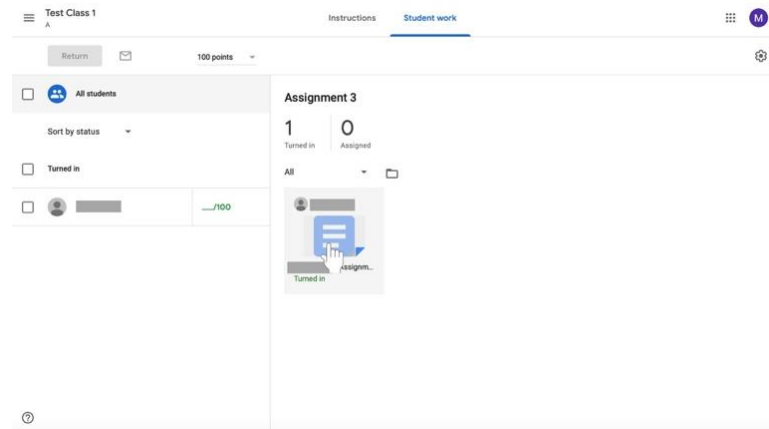 Test Class 1
A
Instructions
Student work
M
Return
100 points
All students
Sort by status
Turned in
__/100
Assignment 3
1
0
Turned in
Assigned
All
Assignm...
Turned in